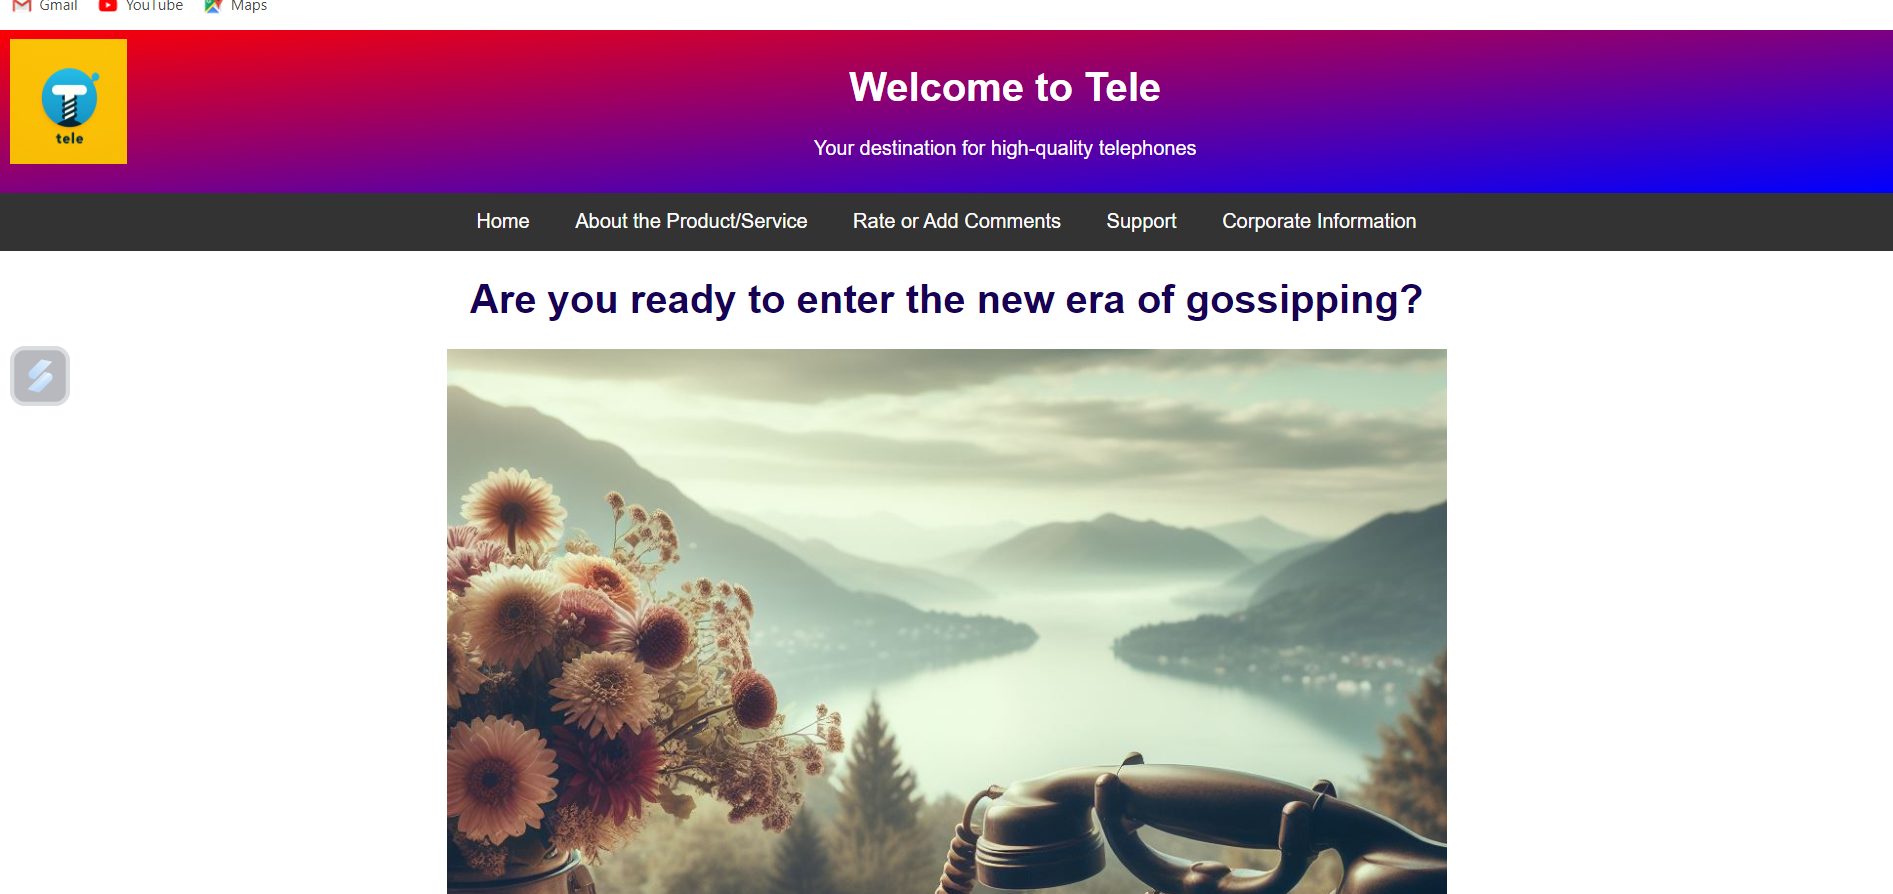 Gmail YouTube Maps
tele
Welcome to Tele
Your destination for high-quality telephones
Home About the Product/Service Rate or Add Comments Support Corporate Information
Are you ready to enter the new era of gossipping?